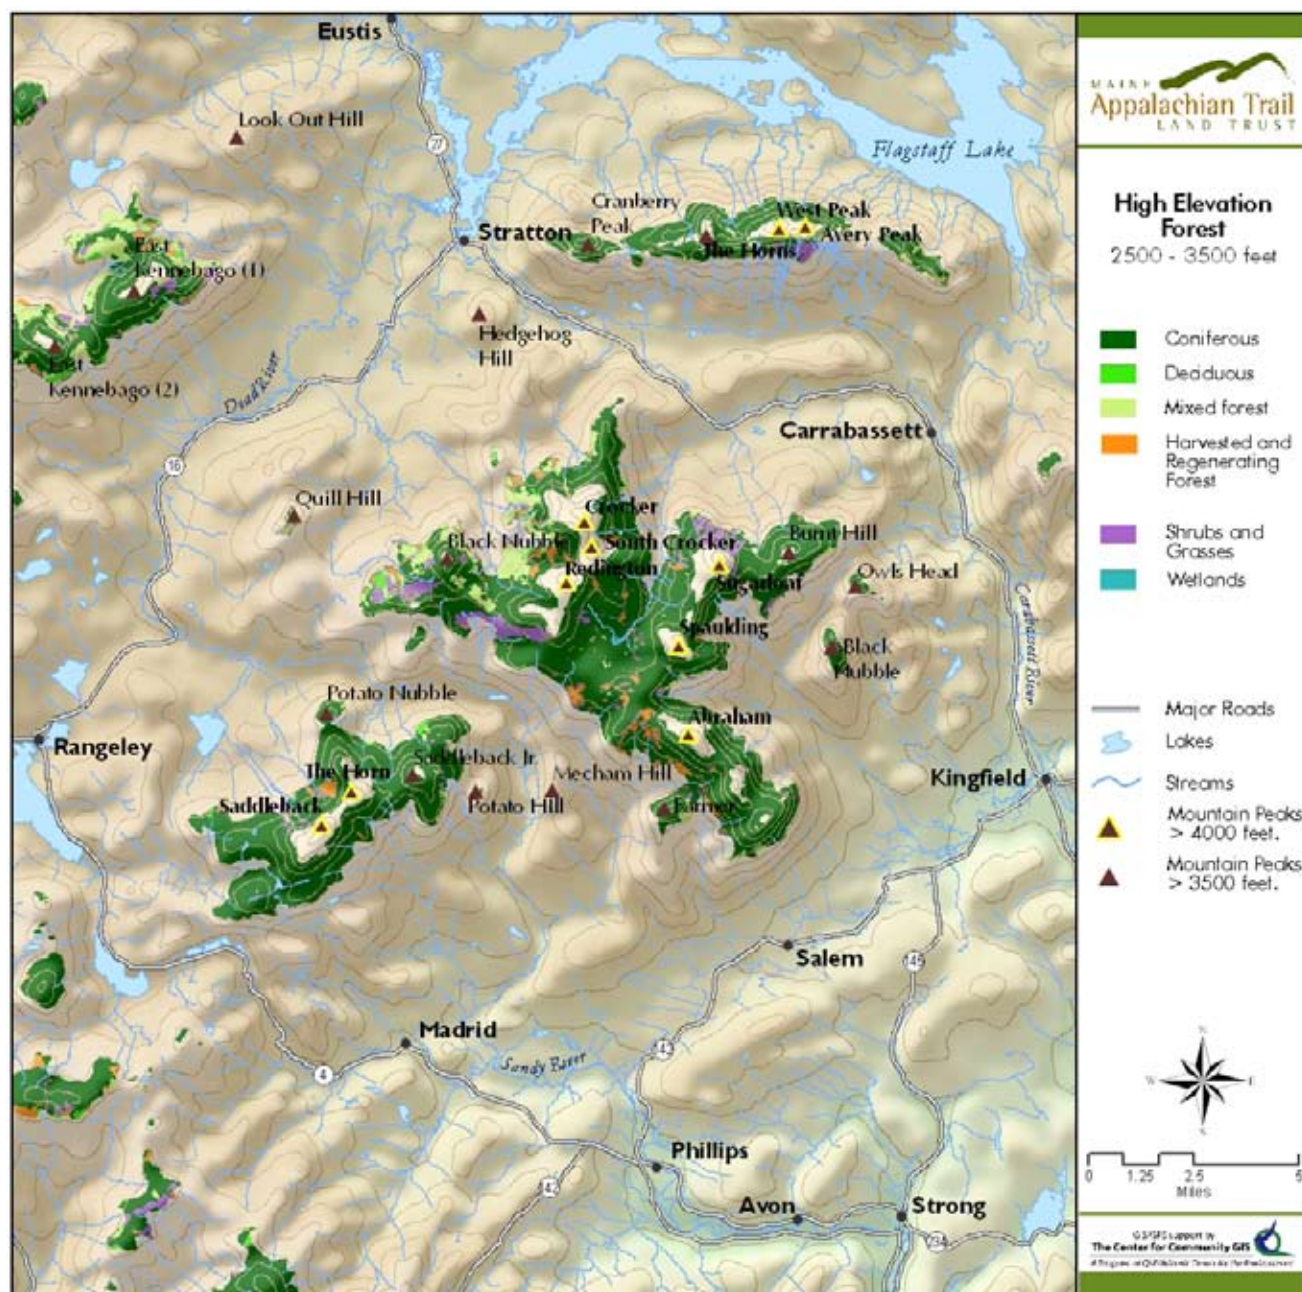 Eustis
Look Out Hill
27
Flagstaff Lake
Cranberry
Peak
West Peak
Stratton
Avery Peak
The Horns
East
Kennebago (1)
Hedgehog
Hill
East
Kennebago (2)
Dead River
Carrabassett
16
Quill Hill
Crocker
Black Nubble
South Crocker
Burnt Hill
Redington
Sugarloaf
Owls Head
Spaulding
Black
Nubble
Carrabassett River
Potato Nubble
Abraham
Rangeley
Saddleback Jr.
Mecham Hill
Kingfield
The Horn
Potato Hill
Saddleback
Farmer
Salem
145
Madrid
Sandy River
4
142
Phillips
142
Avon
Strong
234
MAINE
Appalachian Trail
LAND TRUST
High Elevation
Forest
2500 - 3500 feet
Coniferous
Deciduous
Mixed forest
Harvested and
Regenerating
Forest
Shrubs and
Grasses
Wetlands
Major Roads
Lakes
Streams
Mountain Peaks
> 4000 feet.
Mountain Peaks
> 3500 feet.
N
W
E
S
0 1.25 2.5 5
Miles
GIS/GPS support by
The Center for Community GIS